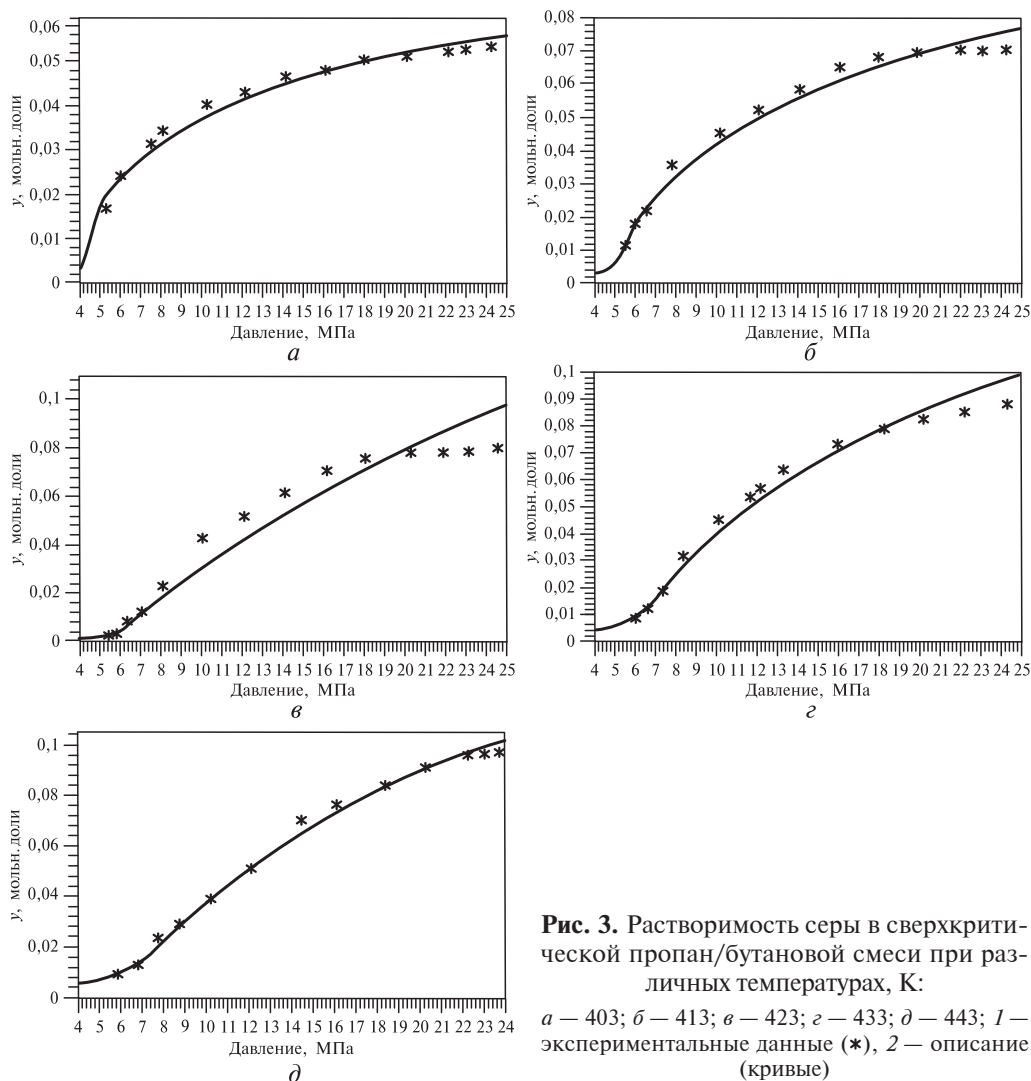 0,06
0,05
0,04
0,03
0,02
0,01
0
y, мольн. доли
4 5 6 7 8 9 10 11 12 13 14 15 16 17 18 19 20 21 22 23 24 25
Давление, МПа
а
0,08
0,07
0,06
0,05
0,04
0,03
0,02
0,01
0
y, мольн. доли
4 5 6 7 8 9 10 11 12 13 14 15 16 17 18 19 20 21 22 23 24 25
Давление, МПа
б
0,1
0,08
0,06
0,04
0,02
0
y, мольн. доли
4 5 6 7 8 9 10 11 12 13 14 15 16 17 18 19 20 21 22 23 24 25
Давление, МПа
в
0,1
0,09
0,08
0,07
0,06
0,05
0,04
0,03
0,02
0,01
0
y, мольн. доли
4 5 6 7 8 9 10 11 12 13 14 15 16 17 18 19 20 21 22 23 24 25
Давление, МПа
г
0,1
0,08
0,06
0,04
0,02
0
y, мольн. доли
4 5 6 7 8 9 10 11 12 13 14 15 16 17 18 19 20 21 22 23 24
Давление, МПа
д
Рис. 3. Растворимость серы в сверхкрити-
ческой пропан/бутановой смеси при раз-
личных температурах, K:
а — 403; б — 413; в — 423; г — 433; д — 443; 1 —
экспериментальные данные (*), 2 — описание
(кривые)